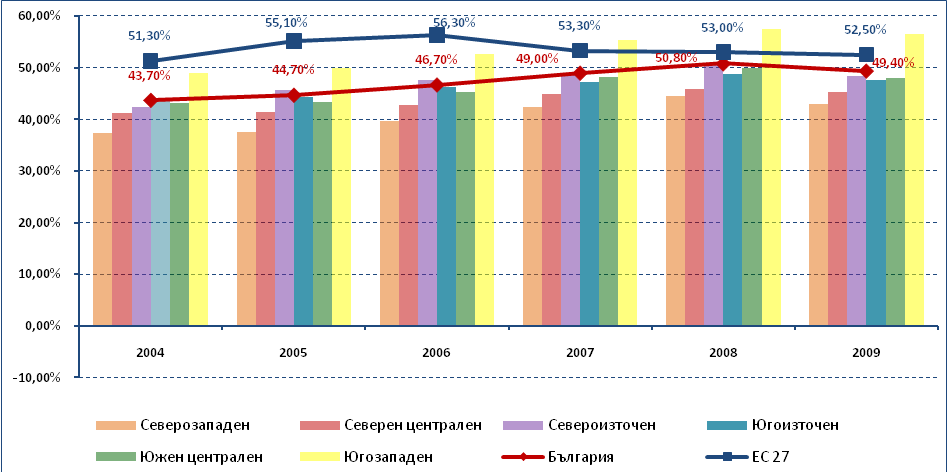 60,00%
50,00%
40,00%
30,00%
20,00%
10,00%
0,00%
-10,00%
51,30% 55,10% 56,30% 53,30% 53,00% 52,50%
43,70% 44,70% 46,70% 49,00% 50,80% 49,40%
2004 2005 2006 2007 2008 2009
Северозападен Северен централен Североизточен Югоизточен
Южен централен Югозападен България ЕС 27